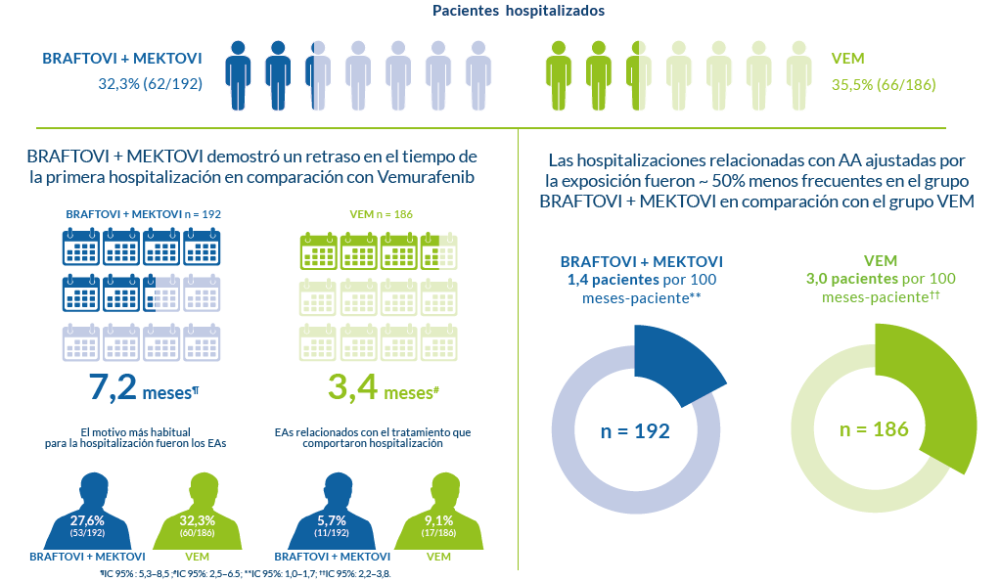 Pacientes hospitalizados
BRAFTOVI + MEKTOVI
32,3% (62/192)
VEM
35,5% (66/186)
BRAFTOVI + MEKTOVI demostró un retraso en el tiempo de
la primera hospitalización en comparación con Vemurafenib
BRAFTOVI + MEKTOVI n = 192
VEM n = 186
7,2 meses¶
3,4 meses#
El motivo más habitual
para la hospitalización fueron los EAs
EAs relacionados con el tratamiento que
comportaron hospitalización
27,6%
(53/192)
BRAFTOVI + MEKTOVI
32,3%
(60/186)
VEM
5,7%
(11/192)
BRAFTOVI + MEKTOVI
9,1%
(17/186)
VEM
Las hospitalizaciones relacionadas con AA ajustadas por
la exposición fueron ~ 50% menos frecuentes en el grupo
BRAFTOVI + MEKTOVI en comparación con el grupo VEM
BRAFTOVI + MEKTOVI
1,4 pacientes por 100
meses-paciente**
n = 192
VEM
3,0 pacientes por 100
meses-paciente††
n = 186
¶IC 95% : 5,3–8,5 ;#IC 95%: 2,5–6.5; **IC 95%: 1,0–1,7; ††IC 95%: 2,2–3,8.